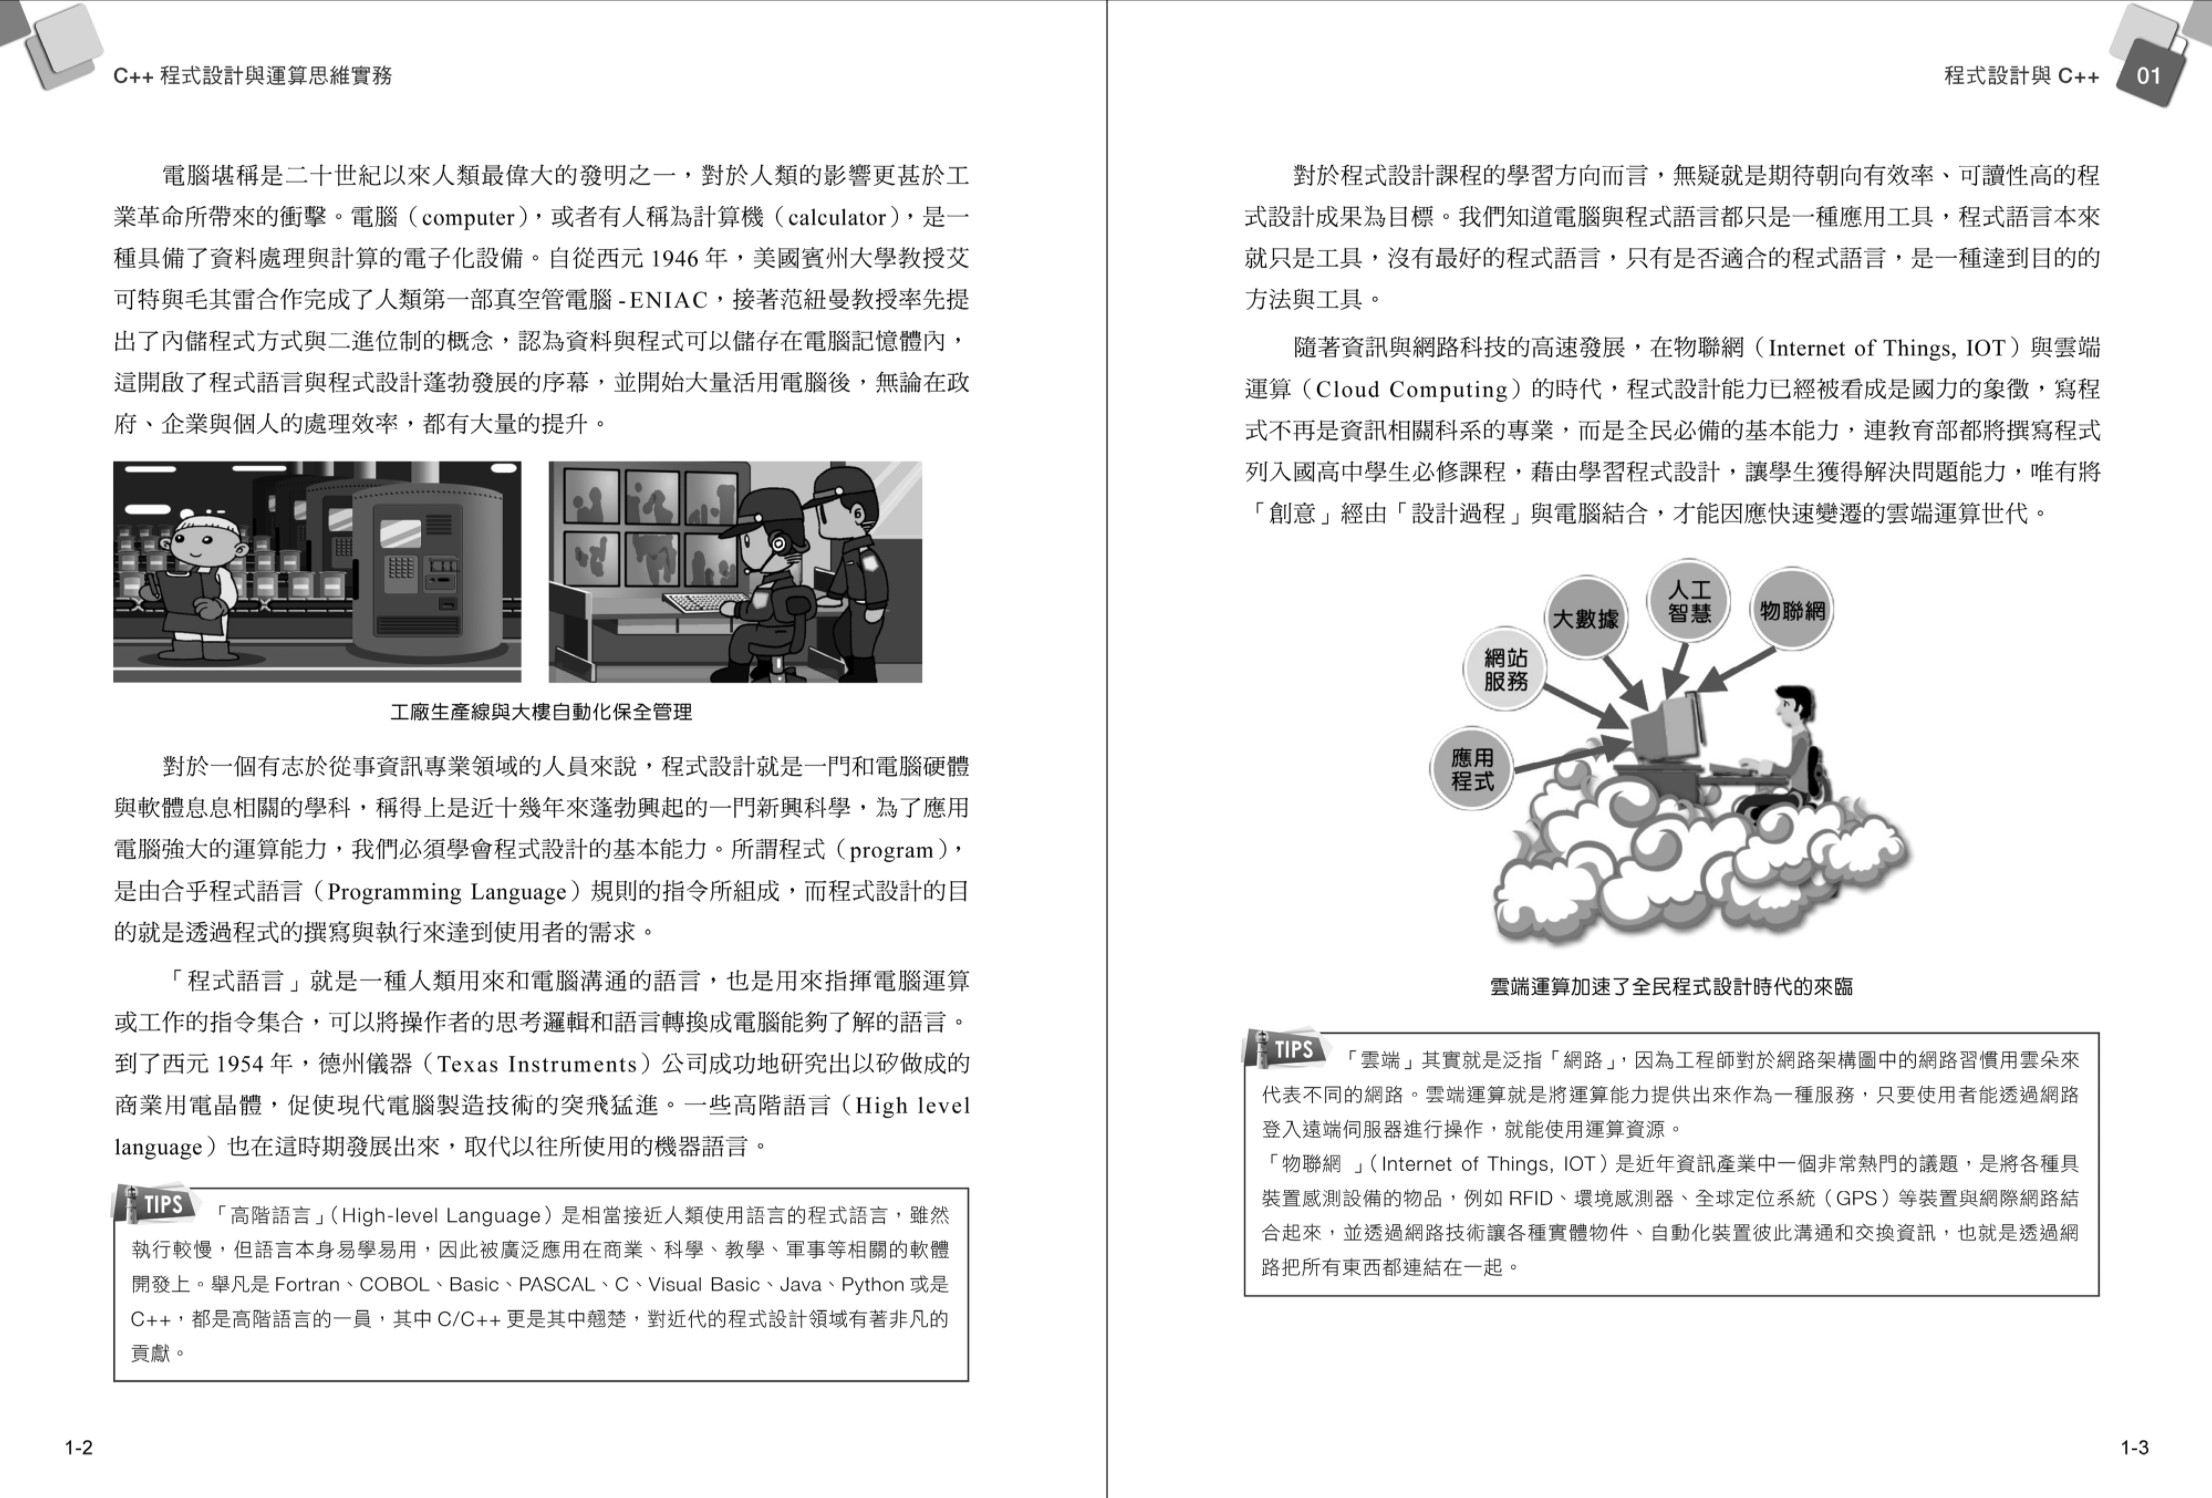 C++ 程式設計與運算思維實務
電腦堪稱是二十世紀以來人類最偉大的發明之一，對於人類的影響更甚於工
業革命所帶來的衝擊。電腦（computer），或者有人稱為計算機（calculator），是一
種具備了資料處理與計算的電子化設備。自從西元 1946 年，美國賓州大學教授艾
可特與毛其雷合作完成了人類第一部真空管電腦 -ENIAC，接著范紐曼教授率先提
出了內儲程式方式與二進位制的概念，認為資料與程式可以儲存在電腦記憶體內，
這開啟了程式語言與程式設計蓬勃發展的序幕，並開始大量活用電腦後，無論在政
府、企業與個人的處理效率，都有大量的提升。
工廠生產線與大樓自動化保全管理
對於一個有志於從事資訊專業領域的人員來說，程式設計就是一門和電腦硬體
與軟體息息相關的學科，稱得上是近十幾年來蓬勃興起的一門新興科學，為了應用
電腦強大的運算能力，我們必須學會程式設計的基本能力。所謂程式（program），
是由合乎程式語言（Programming Language）規則的指令所組成，而程式設計的目
的就是透過程式的撰寫與執行來達到使用者的需求。
「程式語言」就是一種人類用來和電腦溝通的語言，也是用來指揮電腦運算
或工作的指令集合，可以將操作者的思考邏輯和語言轉換成電腦能夠了解的語言。
到了西元 1954 年，德州儀器（Texas Instruments）公司成功地研究出以矽做成的
商業用電晶體，促使現代電腦製造技術的突飛猛進。一些高階語言（High level
language）也在這時期發展出來，取代以往所使用的機器語言。
TIPS 「高階語言」（High-level Language）是相當接近人類使用語言的程式語言，雖然
執行較慢，但語言本身易學易用，因此被廣泛應用在商業、科學、教學、軍事等相關的軟體
開發上。舉凡是 Fortran、COBOL、Basic、PASCAL、C、Visual Basic、Java、Python 或是
C++，都是高階語言的一員，其中 C/C++ 更是其中翹楚，對近代的程式設計領域有著非凡的
貢獻。
1-2
程式設計與 C++ 01
對於程式設計課程的學習方向而言，無疑就是期待朝向有效率、可讀性高的程
式設計成果為目標。我們知道電腦與程式語言都只是一種應用工具，程式語言本來
就只是工具，沒有最好的程式語言，只有是否適合的程式語言，是一種達到目的的
方法與工具。
隨著資訊與網路科技的高速發展，在物聯網（Internet of Things, IOT）與雲端
運算（Cloud Computing）的時代，程式設計能力已經被看成是國力的象徵，寫程
式不再是資訊相關科系的專業，而是全民必備的基本能力，連教育部都將撰寫程式
列入國高中學生必修課程，藉由學習程式設計，讓學生獲得解決問題能力，唯有將
「創意」經由「設計過程」與電腦結合，才能因應快速變遷的雲端運算世代。
應用
程式
網站
服務
大數據
人工
智慧
物聯網
雲端運算加速了全民程式設計時代的來臨
TIPS 「雲端」其實就是泛指「網路」，因為工程師對於網路架構圖中的網路習慣用雲朵來
代表不同的網路。雲端運算就是將運算能力提供出來作為一種服務，只要使用者能透過網路
登入遠端伺服器進行操作，就能使用運算資源。
「物聯網 」（Internet of Things, IOT）是近年資訊產業中一個非常熱門的議題，是將各種具
裝置感測設備的物品，例如 RFID、環境感測器、全球定位系統（GPS）等裝置與網際網路結
合起來，並透過網路技術讓各種實體物件、自動化裝置彼此溝通和交換資訊，也就是透過網
路把所有東西都連結在一起。
1-3